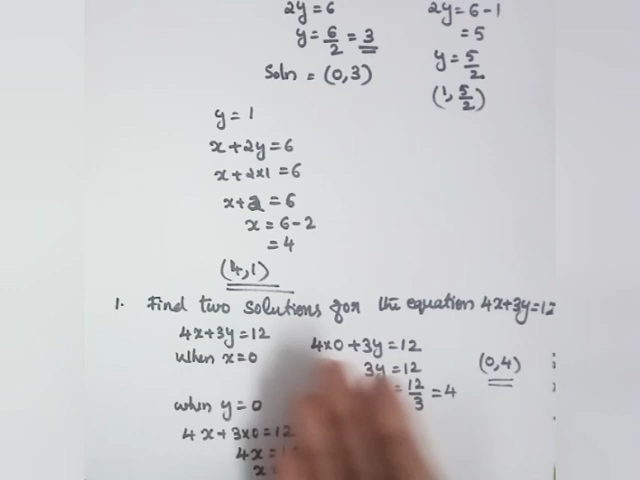 2y = 6
y = 6/2 = 3
Soln = (0,3)
2y = 6-1
= 5
y = 5/2
(1, 5/2)
y = 1
x+2y = 6
x+2x1 = 6
x+2 = 6
x = 6-2
= 4
(4,1)
1. Find two solutions for the equation 4x+3y=12
4x+3y=12
when x=0
4x0+3y=12
3y=12
= 12/3 = 4
(0,4)
when y=0
4x+3x0=12
4x=
x=